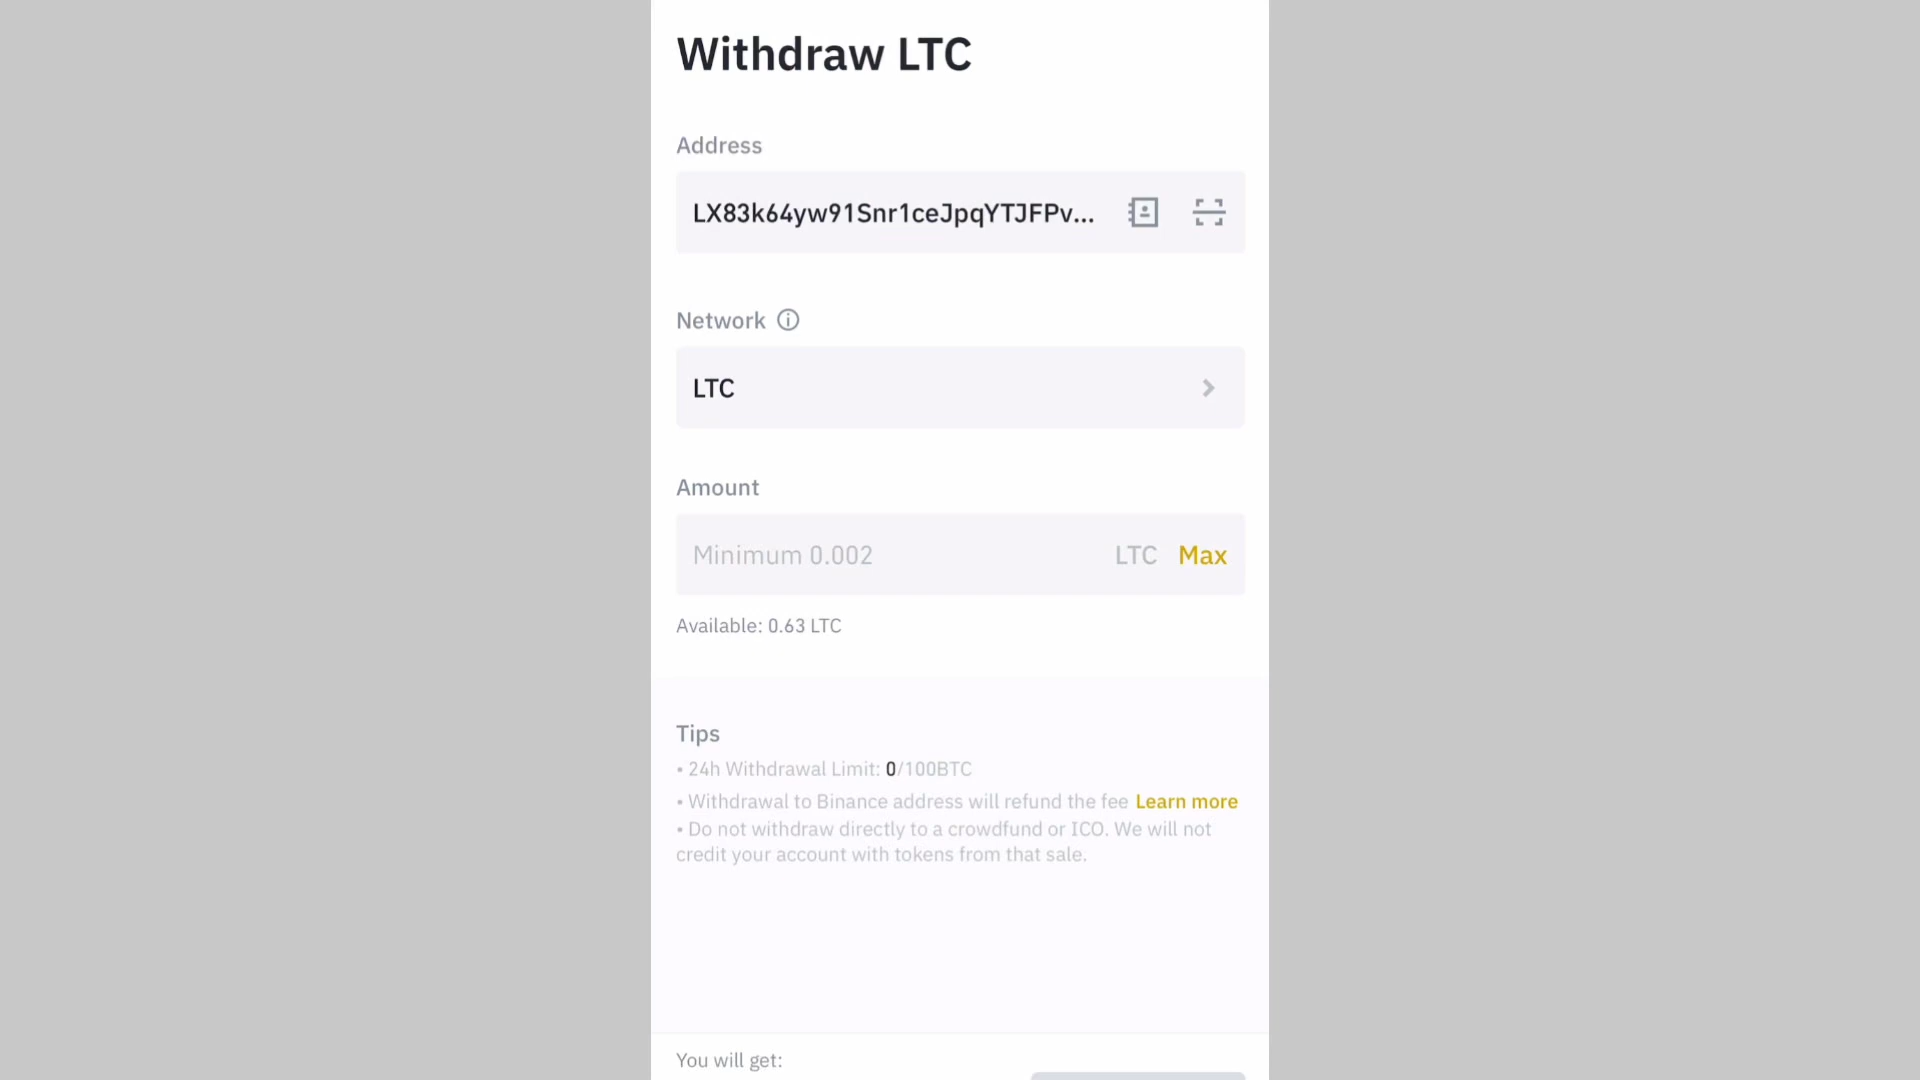 Withdraw LTC
Address
LX83k64yw91Snr1ceJpqYTJFPv...
Network
LTC
Amount
Minimum 0.002 LTC Max
Available: 0.63 LTC
Tips
• 24h Withdrawal Limit: 0/100BTC
• Withdrawal to Binance address will refund the fee Learn more
• Do not withdraw directly to a crowdfund or ICO. We will not
credit your account with tokens from that sale.
You will get: